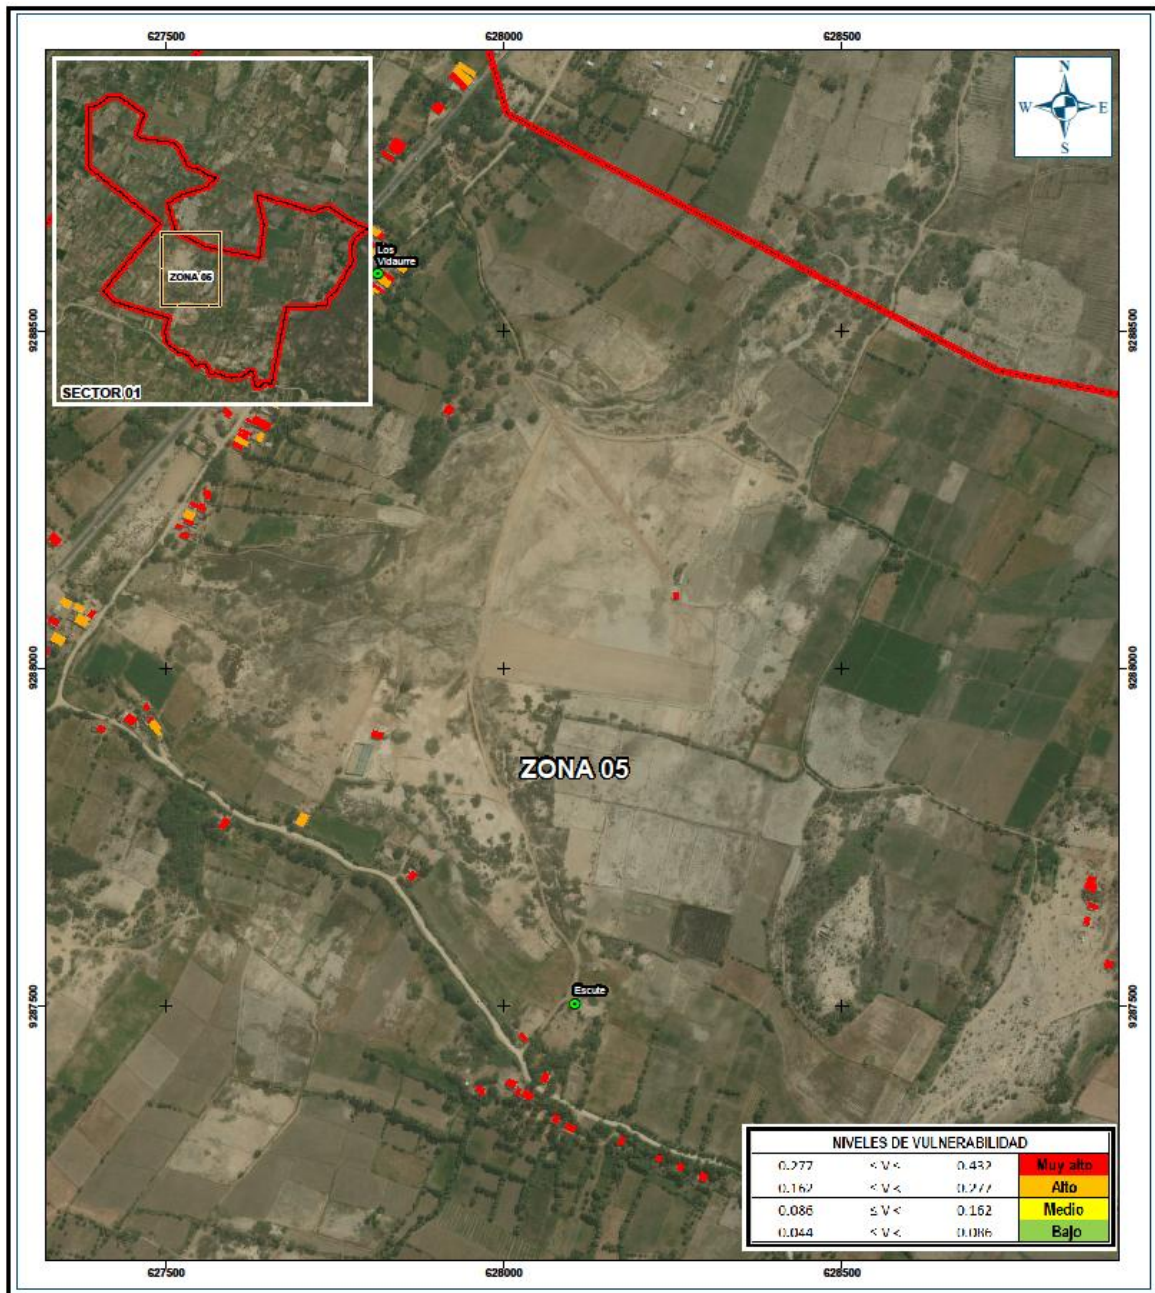 627500 628000 628500
N
W E
S
Los
Vidaurre
ZONA 05
SECTOR 01
9288500 9288500
9288000 9288000
ZONA 05
Escute
9287500 9287500
NIVELES DE VULNERABILIDAD
0.277 ≤ V < 0.432 Muy alto
0.162 ≤ V < 0.277 Alto
0.086 ≤ V < 0.162 Medio
0.044 ≤ V < 0.086 Bajo
627500 628000 628500